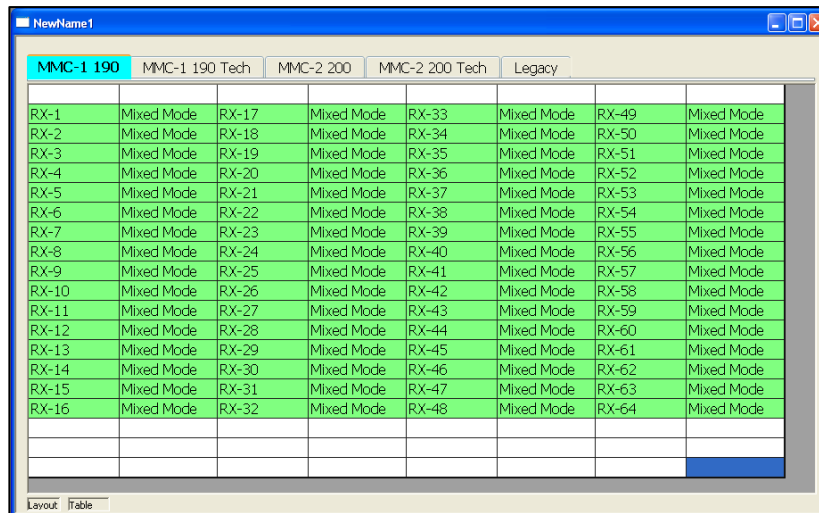 NewName1
MMC-1 190 MMC-1 190 Tech MMC-2 200 MMC-2 200 Tech Legacy
RX-1 Mixed Mode RX-17 Mixed Mode RX-33 Mixed Mode RX-49 Mixed Mode
RX-2 Mixed Mode RX-18 Mixed Mode RX-34 Mixed Mode RX-50 Mixed Mode
RX-3 Mixed Mode RX-19 Mixed Mode RX-35 Mixed Mode RX-51 Mixed Mode
RX-4 Mixed Mode RX-20 Mixed Mode RX-36 Mixed Mode RX-52 Mixed Mode
RX-5 Mixed Mode RX-21 Mixed Mode RX-37 Mixed Mode RX-53 Mixed Mode
RX-6 Mixed Mode RX-22 Mixed Mode RX-38 Mixed Mode RX-54 Mixed Mode
RX-7 Mixed Mode RX-23 Mixed Mode RX-39 Mixed Mode RX-55 Mixed Mode
RX-8 Mixed Mode RX-24 Mixed Mode RX-40 Mixed Mode RX-56 Mixed Mode
RX-9 Mixed Mode RX-25 Mixed Mode RX-41 Mixed Mode RX-57 Mixed Mode
RX-10 Mixed Mode RX-26 Mixed Mode RX-42 Mixed Mode RX-58 Mixed Mode
RX-11 Mixed Mode RX-27 Mixed Mode RX-43 Mixed Mode RX-59 Mixed Mode
RX-12 Mixed Mode RX-28 Mixed Mode RX-44 Mixed Mode RX-60 Mixed Mode
RX-13 Mixed Mode RX-29 Mixed Mode RX-45 Mixed Mode RX-61 Mixed Mode
RX-14 Mixed Mode RX-30 Mixed Mode RX-46 Mixed Mode RX-62 Mixed Mode
RX-15 Mixed Mode RX-31 Mixed Mode RX-47 Mixed Mode RX-63 Mixed Mode
RX-16 Mixed Mode RX-32 Mixed Mode RX-48 Mixed Mode RX-64 Mixed Mode
Layout Table